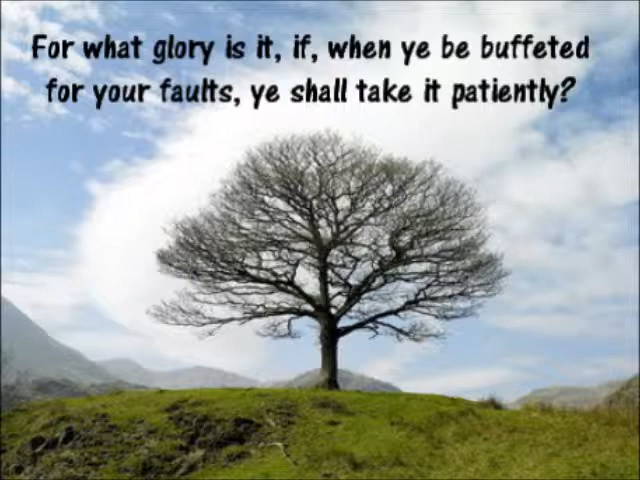 For what glory is it, if, when ye be buffeted
for your faults, ye shall take it patiently?